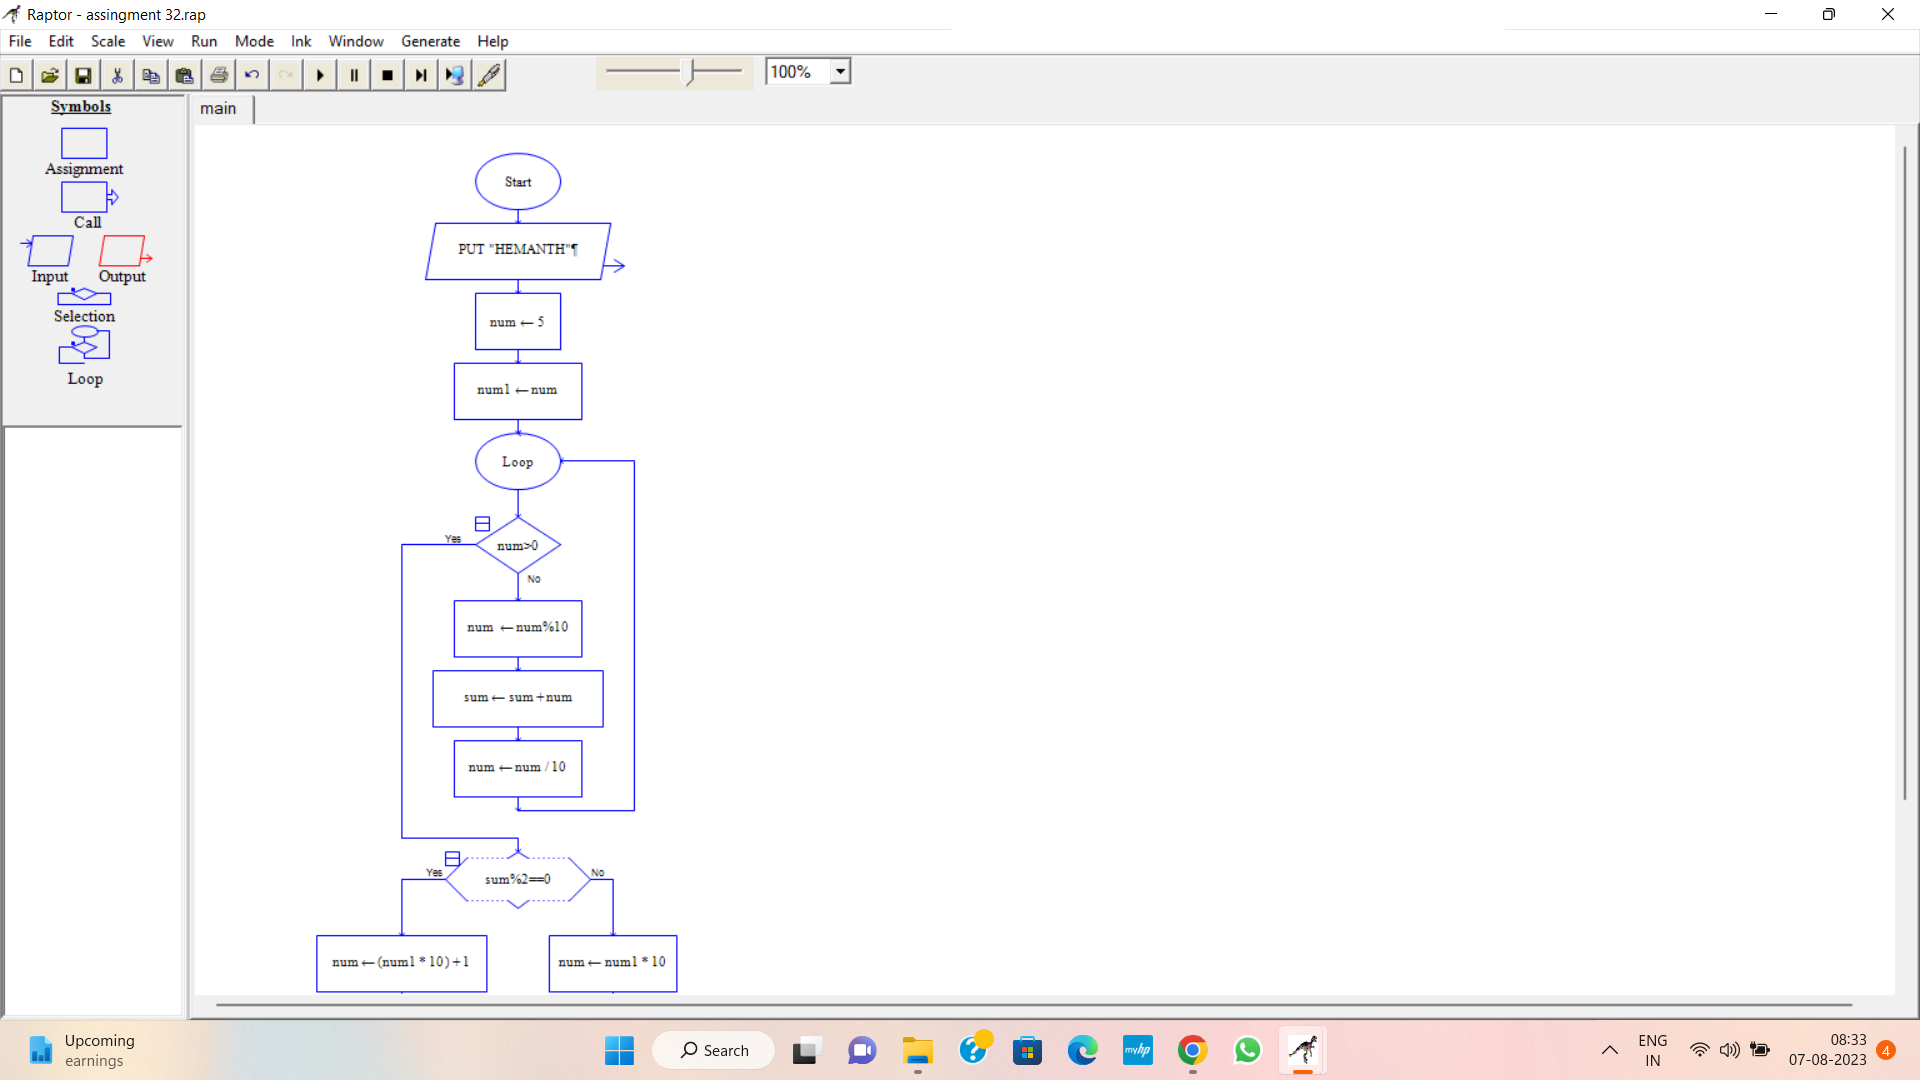 Raptor - assingment 32.rap
File Edit Scale View Run Mode Ink Window Generate Help
100%
Symbols
Assignment
Call
Input Output
Selection
Loop
main
Start
PUT "HEMANTH"¶
num ← 5
num1 ← num
Loop
Yes
num>0
No
num ← num%10
sum ← sum+num
num ← num / 10
Yes
sum%2==0
No
num ← (num1 * 10)+1
num ← num1 * 10
Upcoming
earnings
Search
myhp
ENG
IN
08:33
07-08-2023
4